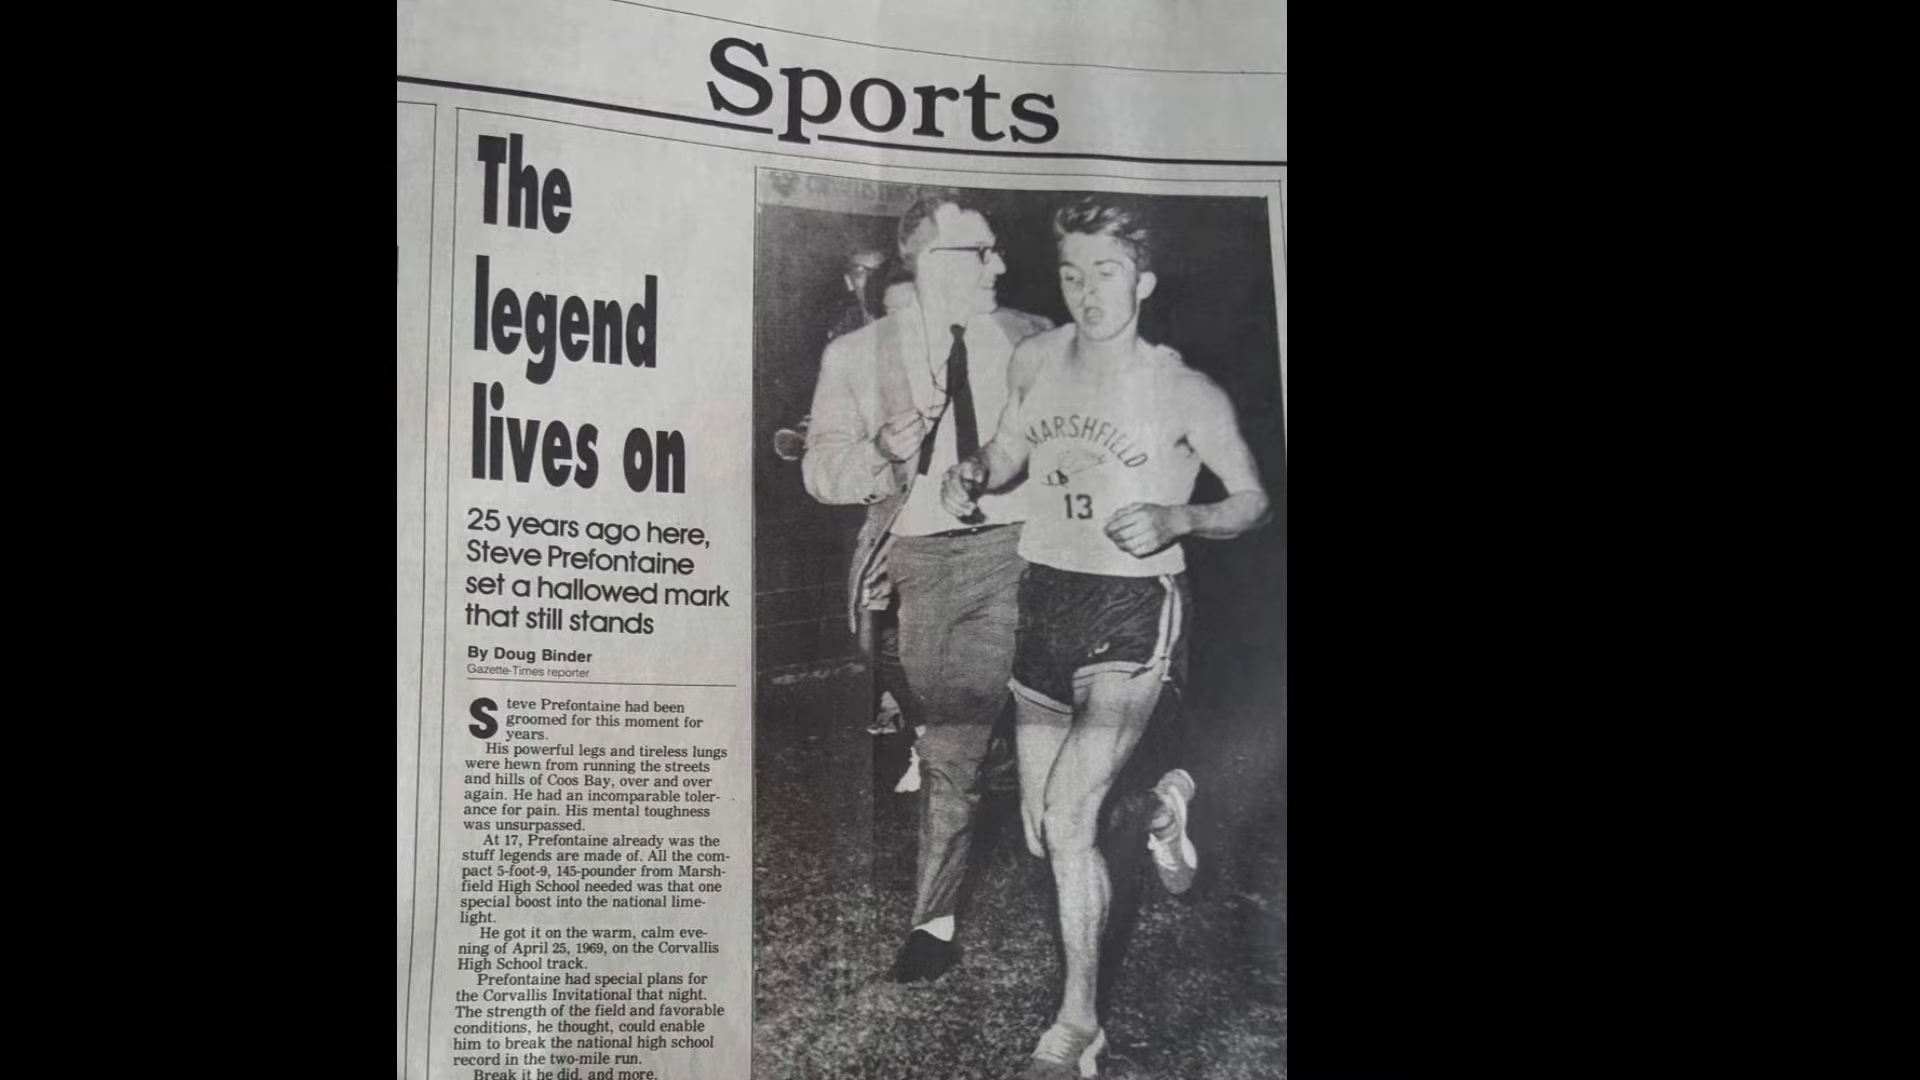 Sports
The
legend
lives on
25 years ago here,
Steve Prefontaine
set a hallowed mark
that still stands
By Doug Binder
Gazette-Times reporter
Steve Prefontaine had been
groomed for this moment for
years.
His powerful legs and tireless lungs
were hewn from running the streets
and hills of Coos Bay, over and over
again. He had an incomparable toler-
ance for pain. His mental toughness
was unsurpassed.
At 17, Prefontaine already was the
stuff legends are made of. All the com-
pact 5-foot-9, 145-pounder from Marsh-
field High School needed was that one
special boost into the national lime-
light.
He got it on the warm, calm eve-
ning of April 25, 1969, on the Corvallis
High School track.
Prefontaine had special plans for
the Corvallis Invitational that night.
The strength of the field and favorable
conditions, he thought, could enable
him to break the national high school
record in the two-mile run.
Break it he did, and more.
MARSHFIELD
13